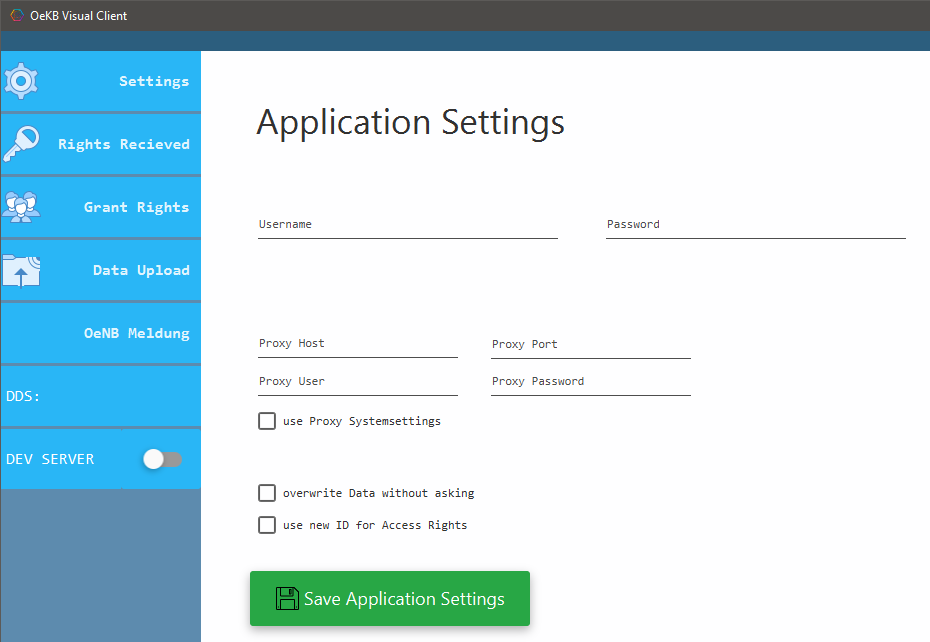 OeKB Visual Client
Settings
Rights Recieved
Grant Rights
Data Upload
OeNB Meldung
DDS:
DEV SERVER
Application Settings
Username
Password
Proxy Host
Proxy Port
Proxy User
Proxy Password
use Proxy Systemsettings
overwrite Data without asking
use new ID for Access Rights
Save Application Settings